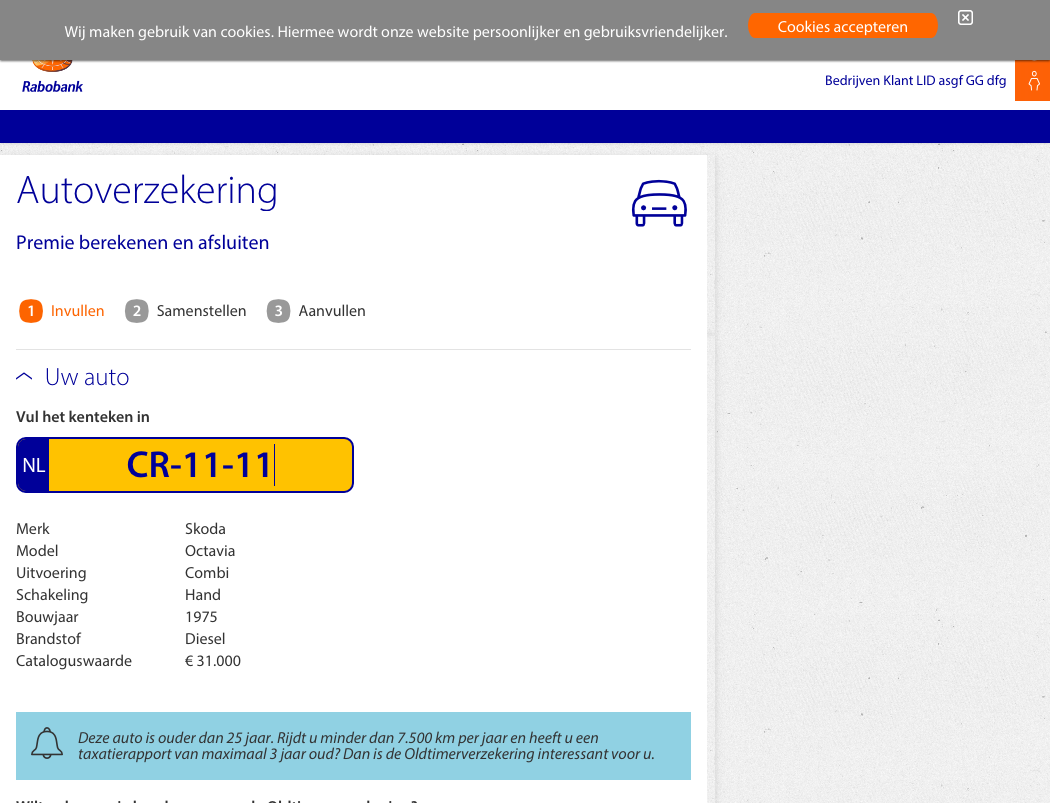 Wij maken gebruik van cookies. Hiermee wordt onze website persoonlijker en gebruiksvriendelijker.
Cookies accepteren
Rabobank
Bedrijven Klant LID asgf GG dfg
Autoverzekering
Premie berekenen en afsluiten
1 Invullen 2 Samenstellen 3 Aanvullen
Uw auto
Vul het kenteken in
NL CR-11-11
Merk Skoda
Model Octavia
Uitvoering Combi
Schakeling Hand
Bouwjaar 1975
Brandstof Diesel
Cataloguswaarde € 31.000
Deze auto is ouder dan 25 jaar. Rijdt u minder dan 7.500 km per jaar en heeft u een
taxatierapport van maximaal 3 jaar oud? Dan is de Oldtimerverzekering interessant voor u.